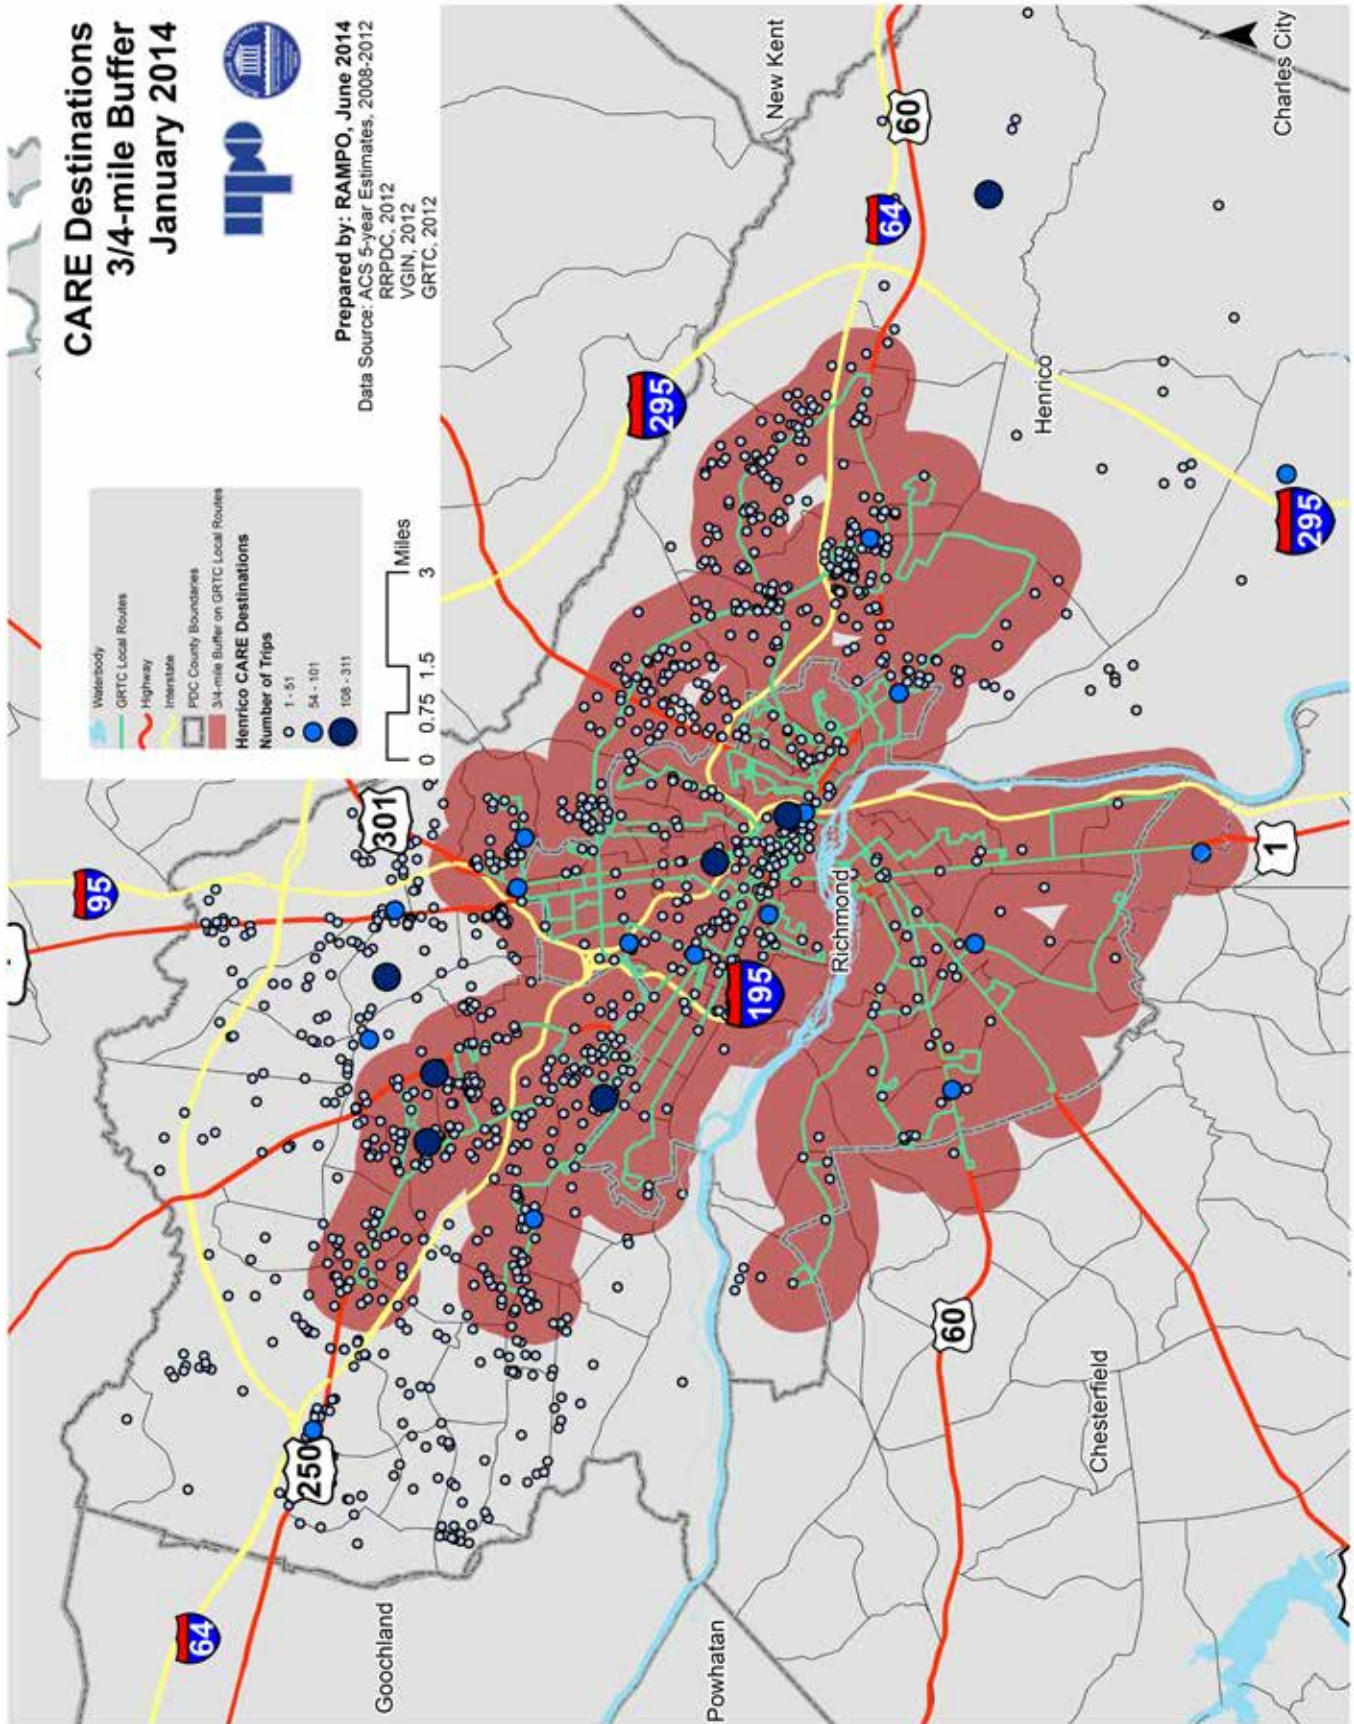 CARE Destinations
3/4-mile Buffer
January 2014
Prepared by: RAMPO, June 2014
Data Source: ACS 5-year Estimates, 2008-2012
RRPDC, 2012
VGIN, 2012
GRTC, 2012
Waterbody
GRTC Local Routes
Highway
Interstate
PDC County Boundaries
3/4-mile Buffer on GRTC Local Routes
Henrico CARE Destinations
Number of Trips
1 - 51
54 - 101
108 - 311
0 0.75 1.5 3
Miles
Goochland
Powhatan
Chesterfield
Richmond
Henrico
New Kent
Charles City
64
250
95
301
295
195
60
1
64
60
295